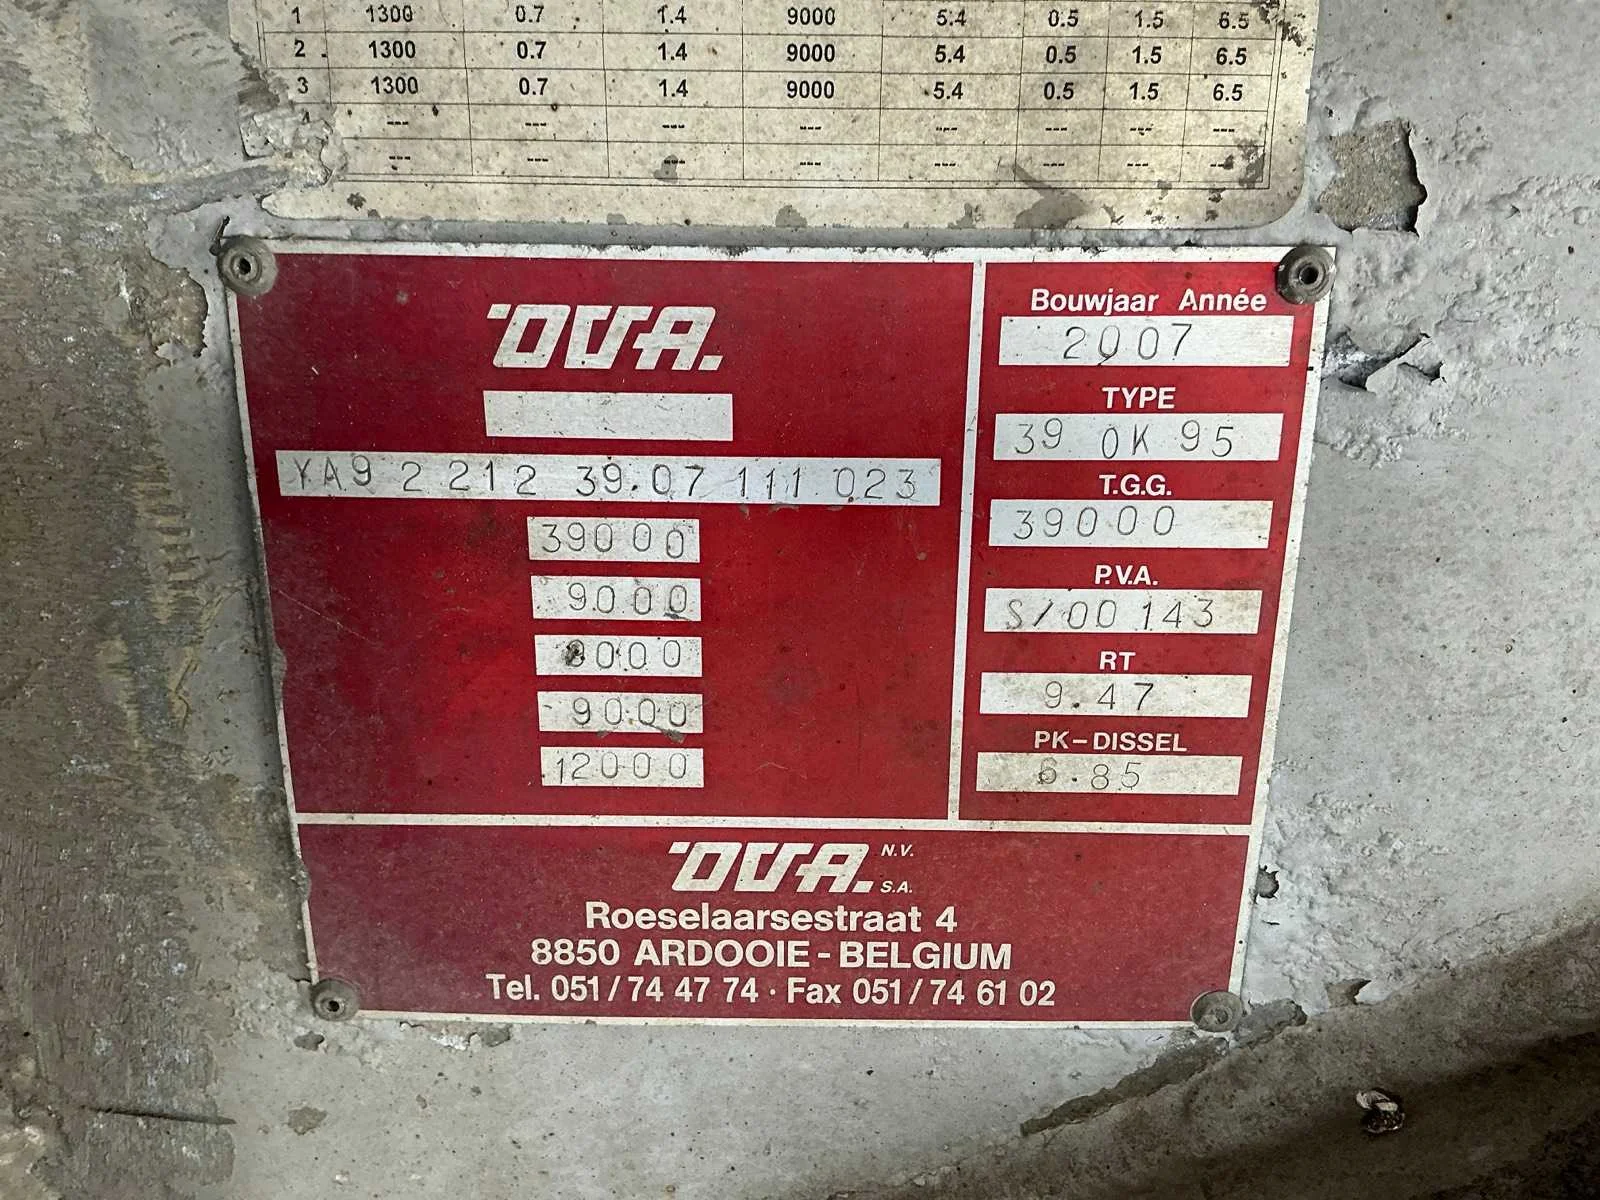 1 1300 0.7 1.4 9000 5.4 0.5 1.5 6.5
2 1300 0.7 1.4 9000 5.4 0.5 1.5 6.5
3 1300 0.7 1.4 9000 5.4 0.5 1.5 6.5
4 --- --- --- --- --- --- --- ---
--- --- --- --- --- --- --- ---
OVA.
YA9 2 212 39.07 111 023
39000
9000
9000
12000
Bouwjaar Année
2007
TYPE
39 OK 95
T.G.G.
39000
P.V.A.
S/00 143
RT
9.47
PK-DISSEL
6.85
OVA. N.V. S.A.
Roeselaarsestraat 4
8850 ARDOOIE - BELGIUM
Tel. 051/74 47 74 · Fax 051/74 61 02